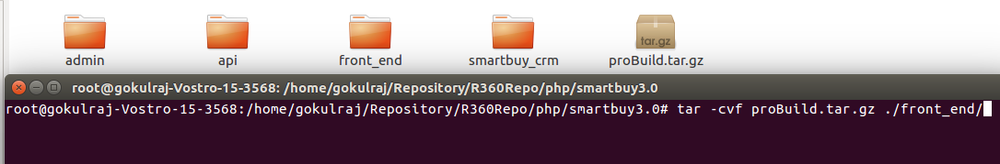 admin
api
front_end
smartbuy_crm
tar.gz
proBuild.tar.gz
root@gokulraj-Vostro-15-3568: /home/gokulraj/Repository/R360Repo/php/smartbuy3.0
root@gokulraj-Vostro-15-3568:/home/gokulraj/Repository/R360Repo/php/smartbuy3.0# tar -cvf proBuild.tar.gz ./front_end/